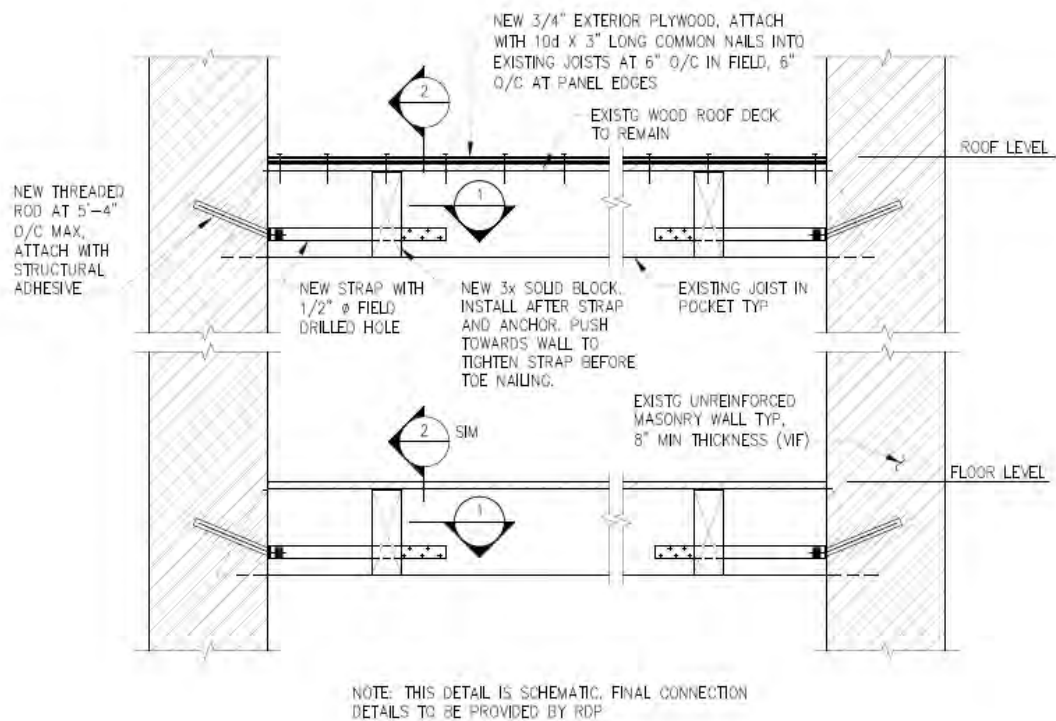 NEW 3/4" EXTERIOR PLYWOOD, ATTACH
WITH 10d X 3" LONG COMMON NAILS INTO
EXISTING JOISTS AT 6" O/C IN FIELD, 6"
O/C AT PANEL EDGES
2
EXISTG WOOD ROOF DECK
TO REMAIN
ROOF LEVEL
NEW THREADED
ROD AT 5'-4"
O/C MAX,
ATTACH WITH
STRUCTURAL
ADHESIVE
1
NEW STRAP WITH
1/2" ø FIELD
DRILLED HOLE
NEW 3x SOLID BLOCK.
INSTALL AFTER STRAP
AND ANCHOR. PUSH
TOWARDS WALL TO
TIGHTEN STRAP BEFORE
TOE NAILING.
EXISTING JOIST IN
POCKET TYP
EXISTG UNREINFORCED
MASONRY WALL TYP,
8" MIN THICKNESS (VIF)
2 SIM
FLOOR LEVEL
1
NOTE: THIS DETAIL IS SCHEMATIC, FINAL CONNECTION
DETAILS TO BE PROVIDED BY RDP